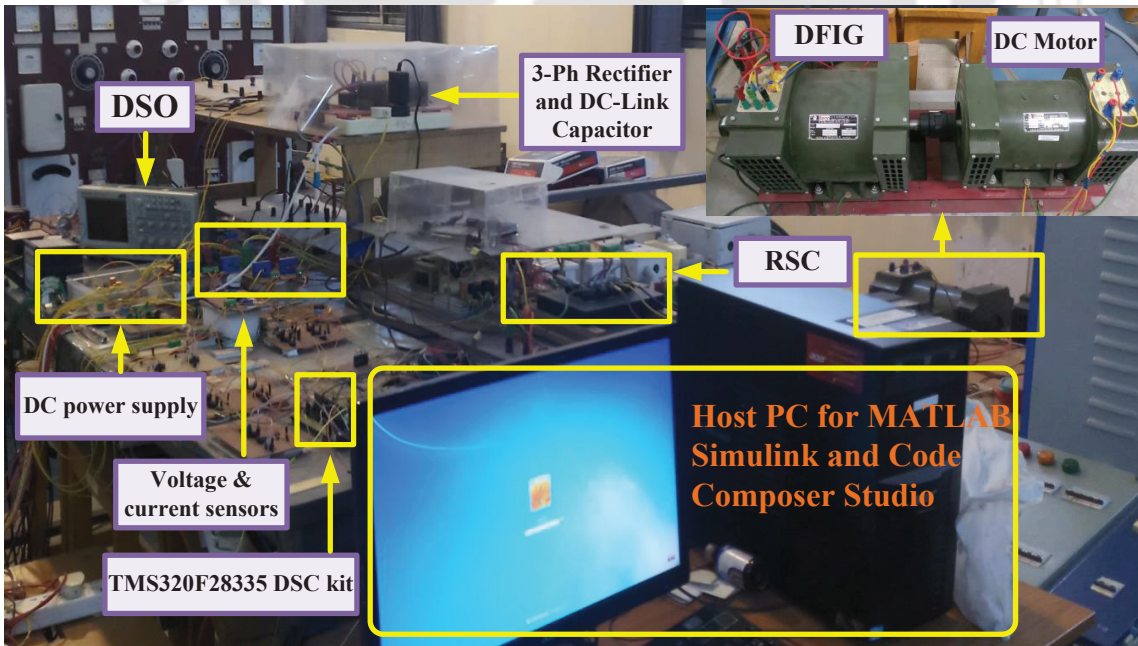 DFIG
DC Motor
3-Ph Rectifier
and DC-Link
Capacitor
DSO
RSC
DC power supply
Host PC for MATLAB
Simulink and Code
Composer Studio
Voltage &
current sensors
TMS320F28335 DSC kit
acer